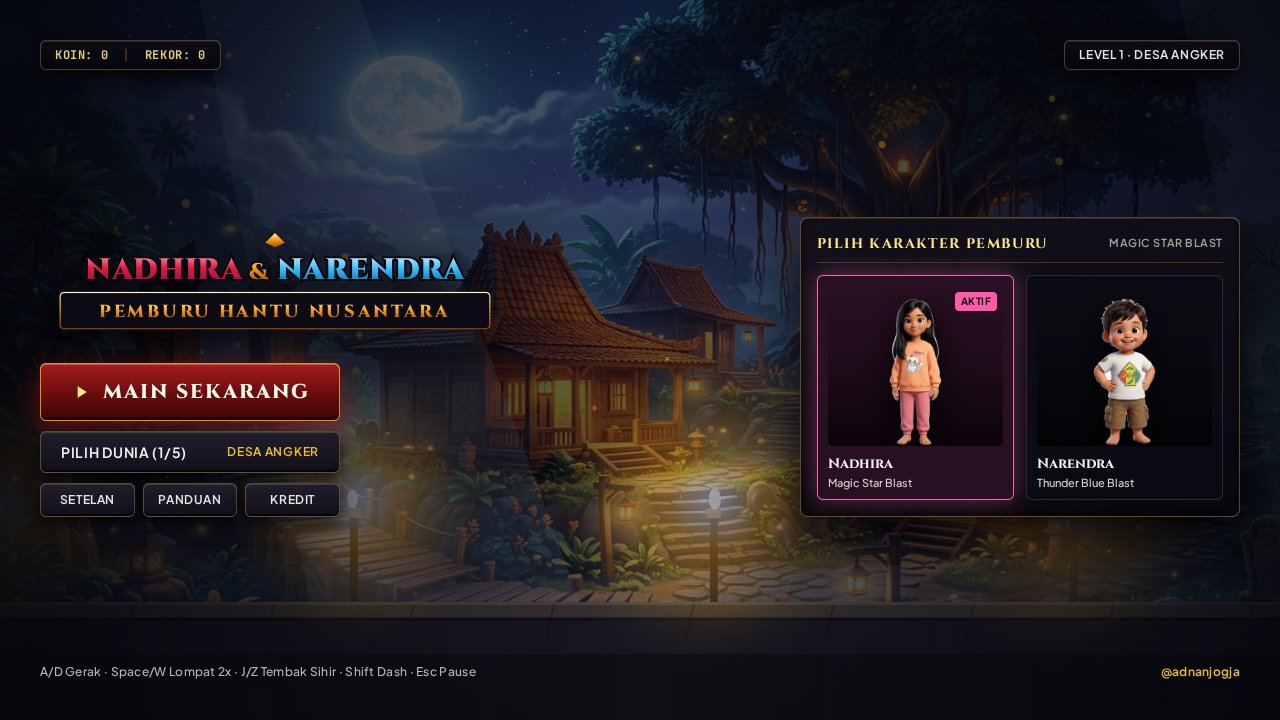 KOIN: 0 | REKOR: 0
LEVEL 1 · DESA ANGKER
NADHIRA & NARENDRA
PEMBURU HANTU NUSANTARA
MAIN SEKARANG
PILIH DUNIA (1/5) DESA ANGKER
SETELAN PANDUAN KREDIT
PILIH KARAKTER PEMBURU MAGIC STAR BLAST
AKTIF
NADHIRA
Magic Star Blast
NARENDRA
Thunder Blue Blast
A/D Gerak · Space/W Lompat 2x · J/Z Tembak Sihir · Shift Dash · Esc Pause
@adnanjogja